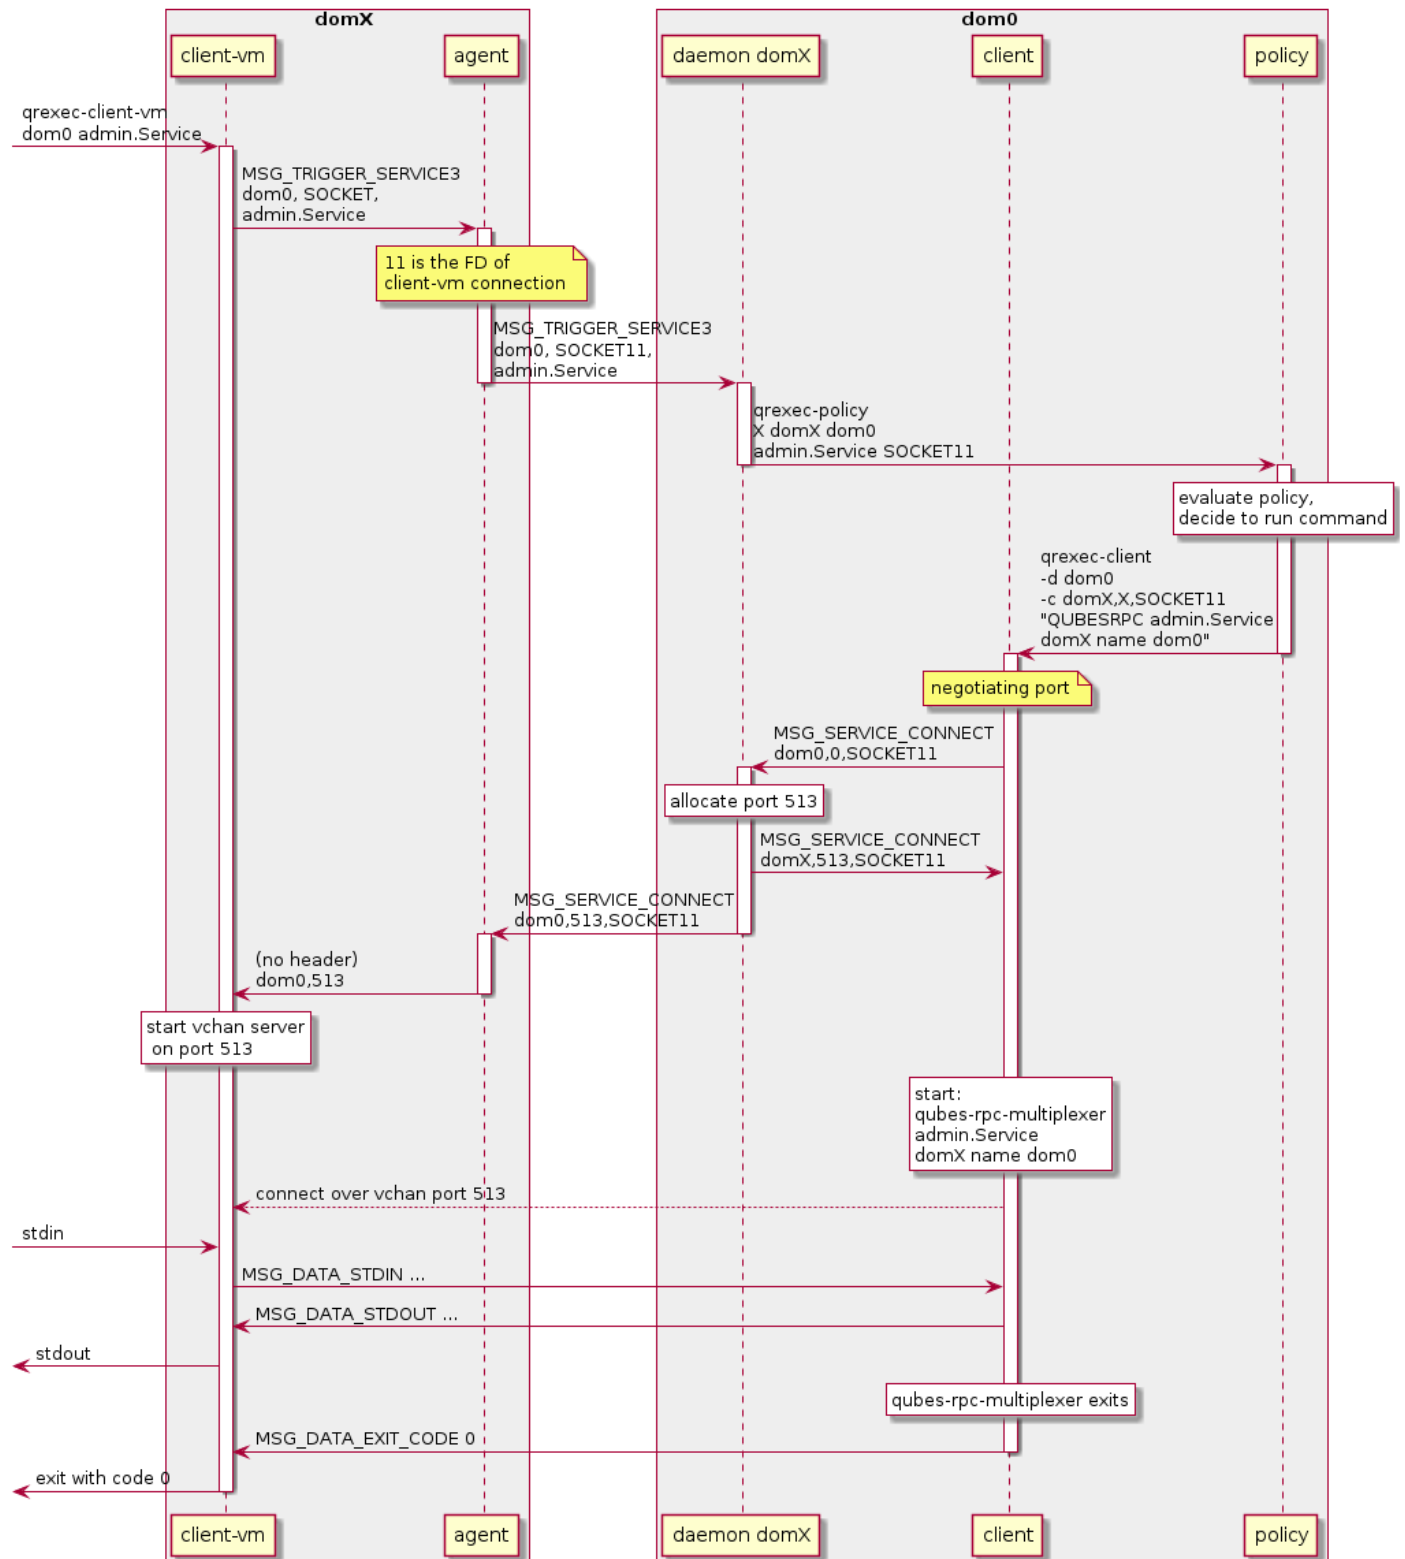 domX
dom0
client-vm
agent
daemon domX
client
policy
qrexec-client-vm
dom0 admin.Service
MSG_TRIGGER_SERVICE3
dom0, SOCKET,
admin.Service
11 is the FD of
client-vm connection
MSG_TRIGGER_SERVICE3
dom0, SOCKET11,
admin.Service
qrexec-policy
X domX dom0
admin.Service SOCKET11
evaluate policy,
decide to run command
qrexec-client
-d dom0
-c domX,X,SOCKET11
"QUBESRPC admin.Service
domX name dom0"
negotiating port
MSG_SERVICE_CONNECT
dom0,0,SOCKET11
allocate port 513
MSG_SERVICE_CONNECT
domX,513,SOCKET11
MSG_SERVICE_CONNECT
dom0,513,SOCKET11
(no header)
dom0,513
start vchan server
on port 513
start:
qubes-rpc-multiplexer
admin.Service
domX name dom0
connect over vchan port 513
stdin
MSG_DATA_STDIN ...
MSG_DATA_STDOUT ...
stdout
qubes-rpc-multiplexer exits
MSG_DATA_EXIT_CODE 0
exit with code 0
client-vm
agent
daemon domX
client
policy